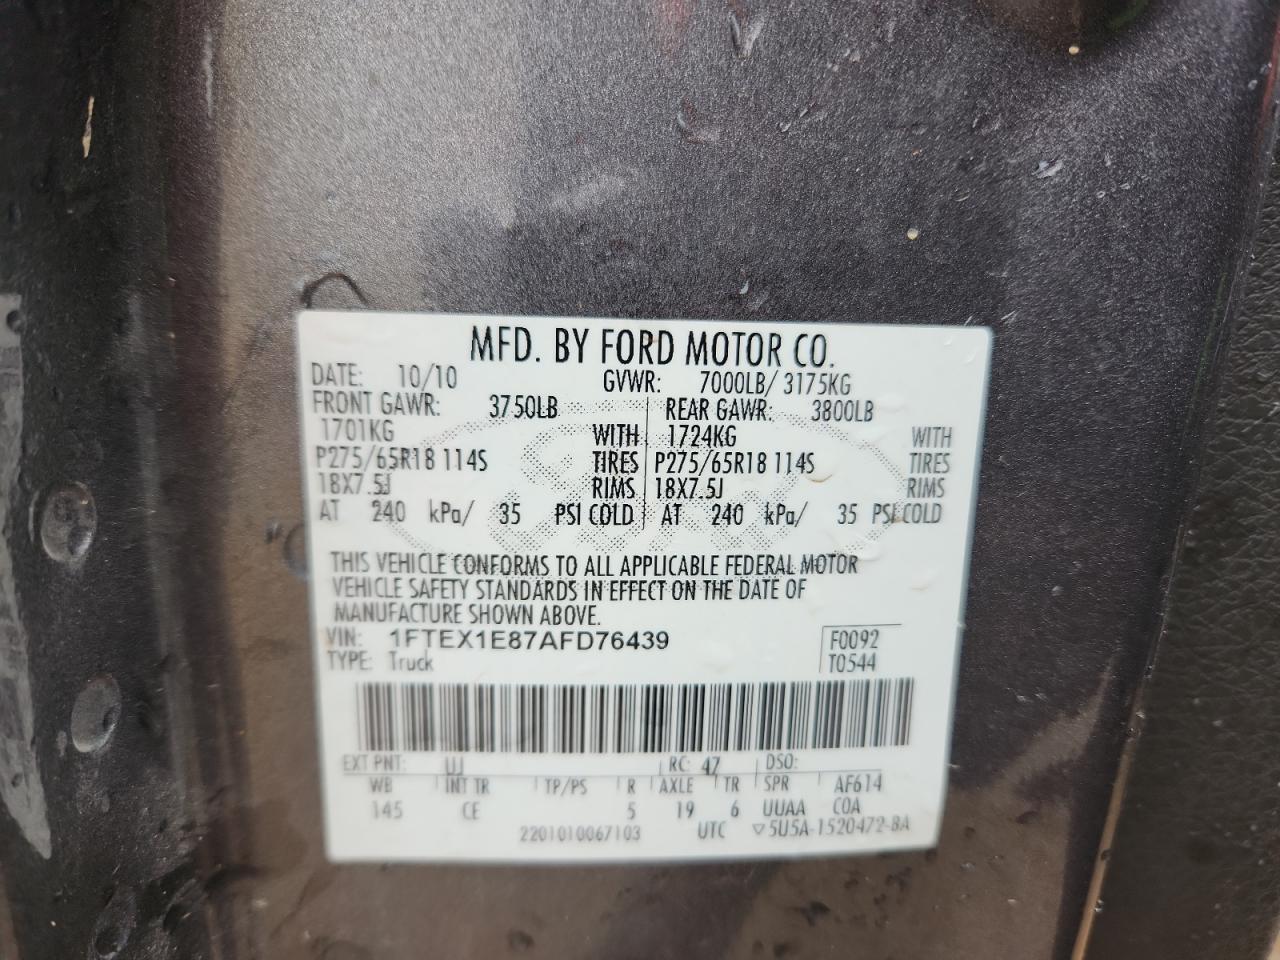 MFD. BY FORD MOTOR CO.
DATE: 10/10 GVWR: 7000LB/ 3175KG
FRONT GAWR: 3750LB REAR GAWR: 3800LB
1701KG WITH 1724KG WITH
P275/65R18 114S TIRES P275/65R18 114S TIRES
18X7.5J RIMS 18X7.5J RIMS
AT 240 kPa/ 35 PSI COLD AT 240 kPa/ 35 PSI COLD
THIS VEHICLE CONFORMS TO ALL APPLICABLE FEDERAL MOTOR
VEHICLE SAFETY STANDARDS IN EFFECT ON THE DATE OF
MANUFACTURE SHOWN ABOVE.
VIN: 1FTEX1E87AFD76439 F0092
TYPE: Truck T0544
EXT PNT: UJ RC: 47 DSO:
WB INT TR TP/PS R AXLE TR SPR AF614
145 CE 5 19 6 UUAA COA
2201010067103 UTC ▽5U5A-1520472-BA